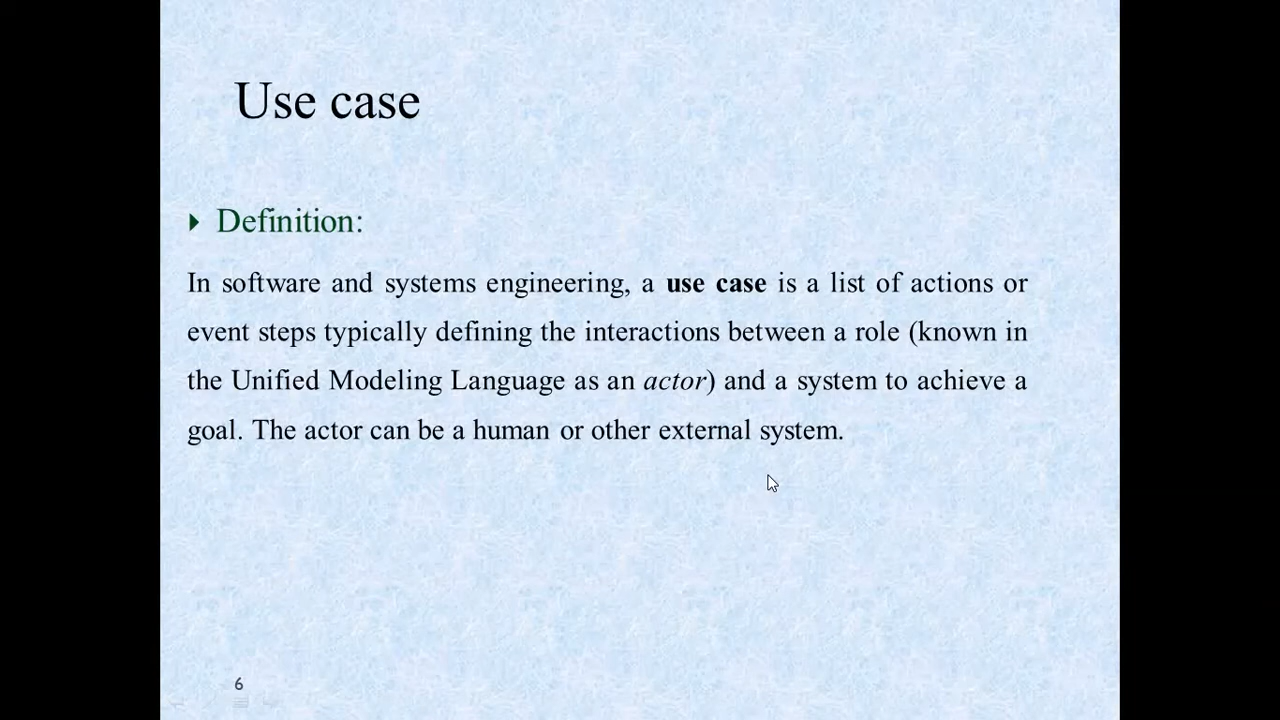 Use case
Definition:
In software and systems engineering, a use case is a list of actions or
event steps typically defining the interactions between a role (known in
the Unified Modeling Language as an actor) and a system to achieve a
goal. The actor can be a human or other external system.
6